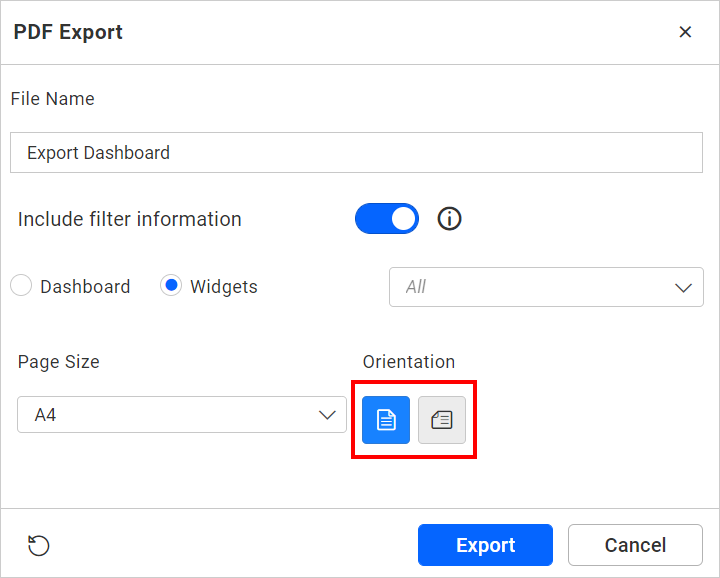 PDF Export
File Name
Export Dashboard
Include filter information
Dashboard Widgets All
Page Size Orientation
A4
Export Cancel